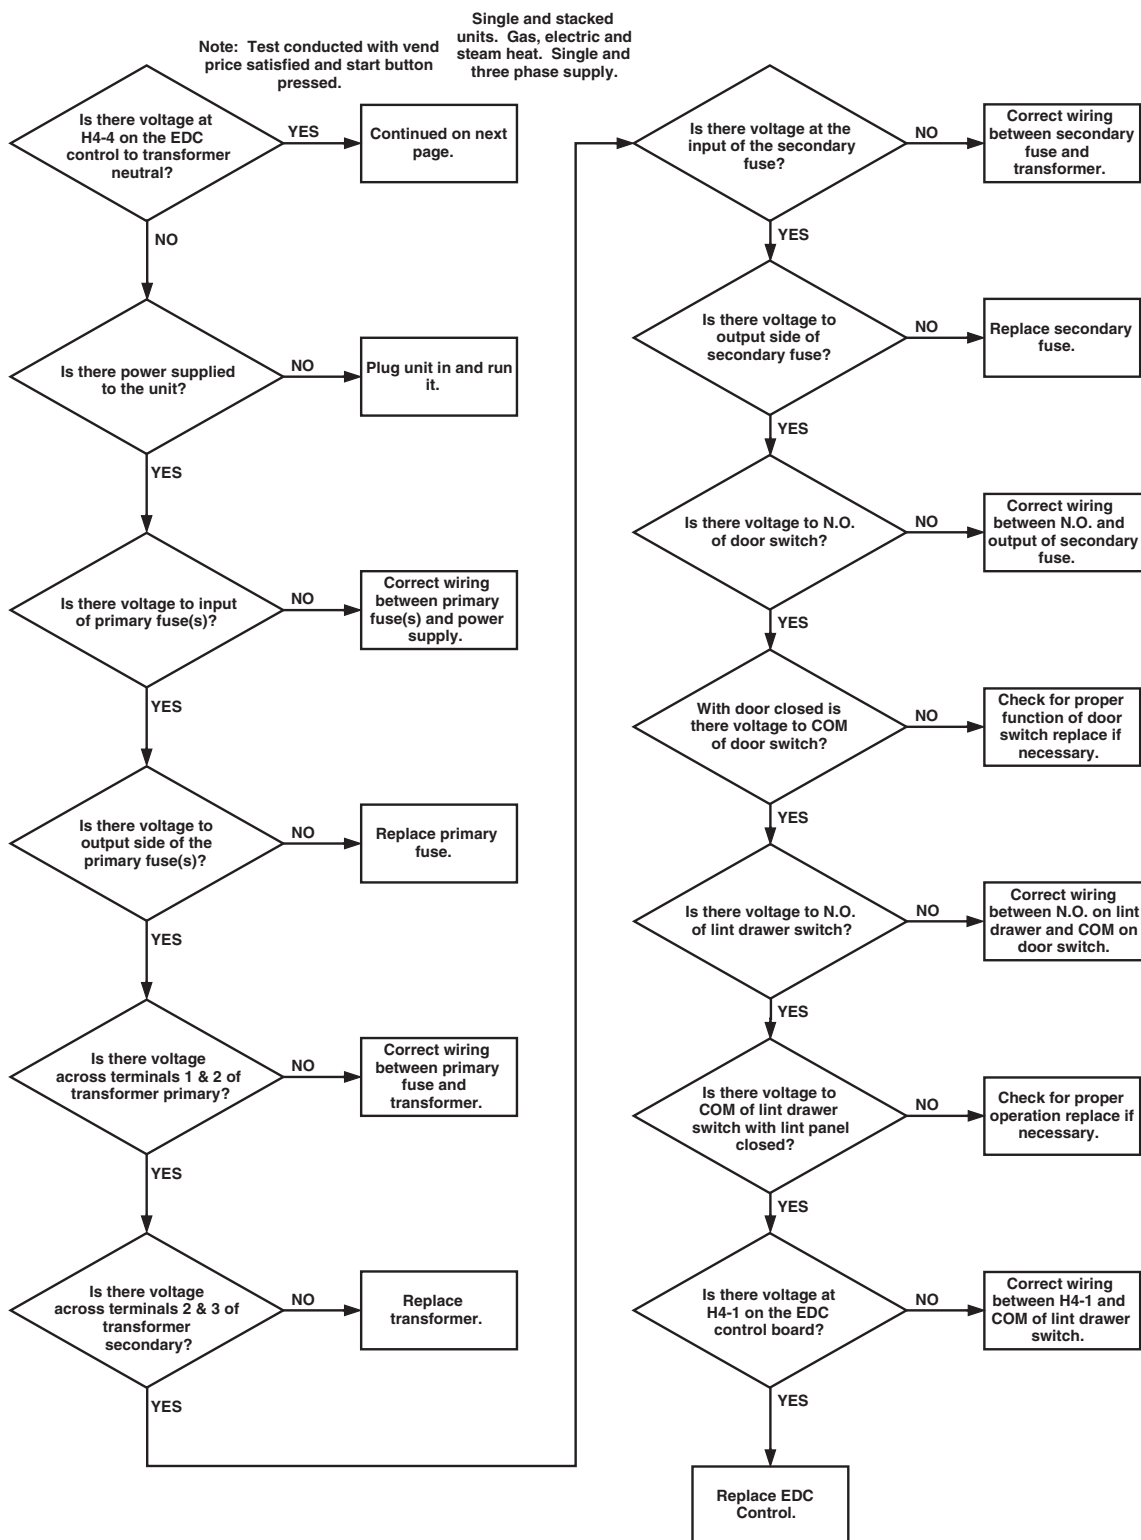 Note: Test conducted with vend
price satisfied and start button
pressed.
Single and stacked
units. Gas, electric and
steam heat. Single and
three phase supply.
Is there voltage at
H4-4 on the EDC
control to transformer
neutral?
YES
Continued on next
page.
NO
Is there power supplied
to the unit?
NO
Plug unit in and run
it.
YES
Is there voltage to input
of primary fuse(s)?
NO
Correct wiring
between primary
fuse(s) and power
supply.
YES
Is there voltage to
output side of the
primary fuse(s)?
NO
Replace primary
fuse.
YES
Is there voltage
across terminals 1 & 2 of
transformer primary?
NO
Correct wiring
between primary
fuse and
transformer.
YES
Is there voltage
across terminals 2 & 3 of
transformer
secondary?
NO
Replace
transformer.
YES
Is there voltage at the
input of the secondary
fuse?
NO
Correct wiring
between secondary
fuse and
transformer.
YES
Is there voltage to
output side of
secondary fuse?
NO
Replace secondary
fuse.
YES
Is there voltage to N.O.
of door switch?
NO
Correct wiring
between N.O. and
output of secondary
fuse.
YES
With door closed is
there voltage to COM
of door switch?
NO
Check for proper
function of door
switch replace if
necessary.
YES
Is there voltage to N.O.
of lint drawer switch?
NO
Correct wiring
between N.O. on lint
drawer and COM on
door switch.
YES
Is there voltage to
COM of lint drawer
switch with lint panel
closed?
NO
Check for proper
operation replace if
necessary.
YES
Is there voltage at
H4-1 on the EDC
control board?
NO
Correct wiring
between H4-1 and
COM of lint drawer
switch.
YES
Replace EDC
Control.